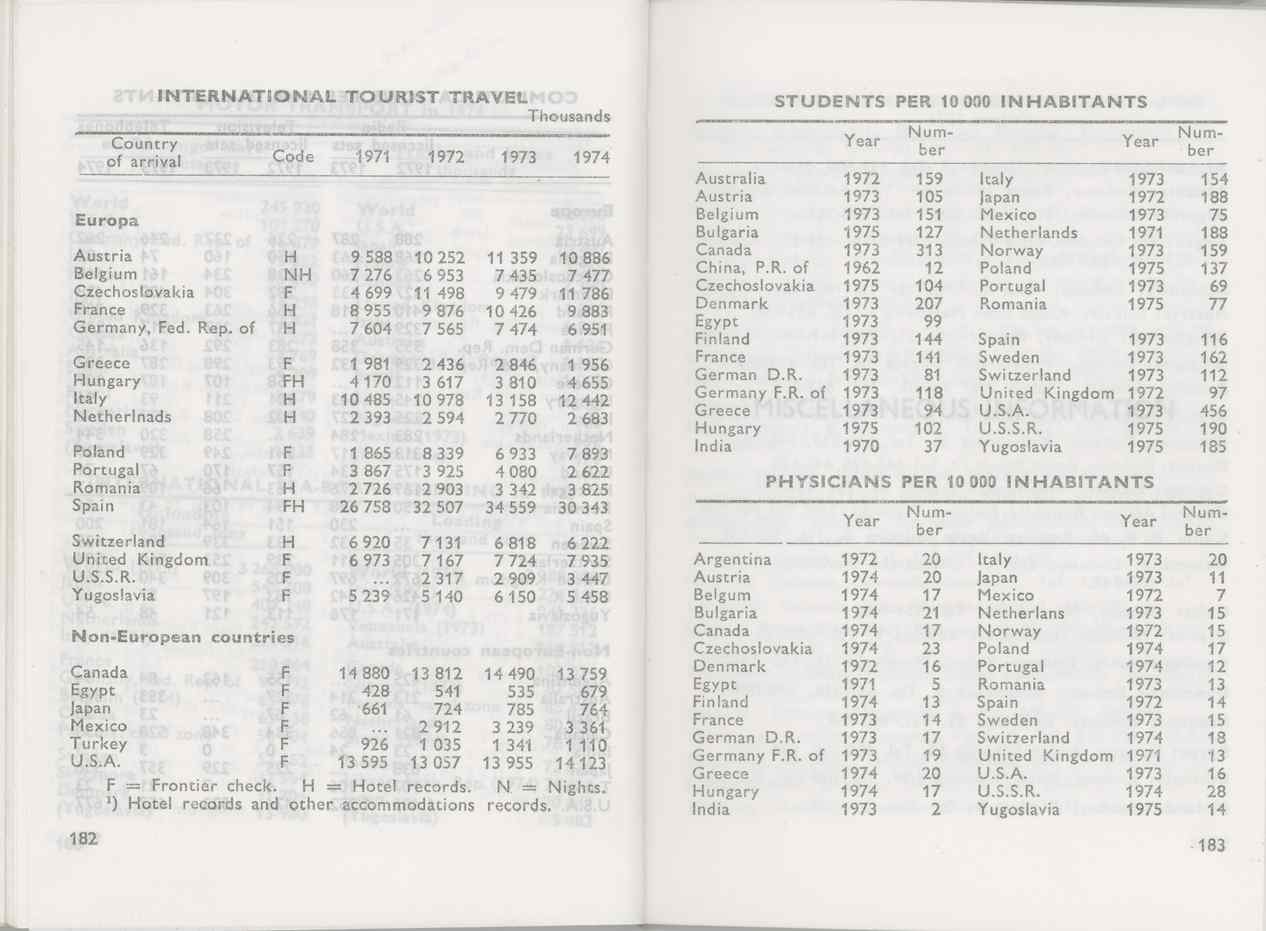 INTERNATIONAL TOURIST TRAVEL
Thousands
Country of arrival Code 1971 1972 1973 1974
Europa
Austria H 9 588 10 252 11 359 10 886
Belgium NH 7 276 6 953 7 435 7 477
Czechoslovakia F 4 699 11 498 9 479 11 786
France H 8 955 9 876 10 426 9 883
Germany, Fed. Rep. of H 7 604 7 565 7 474 6 951
Greece F 1 981 2 436 2 846 1 956
Hungary FH 4 170 3 617 3 810 4 655
Italy H 10 485 10 978 13 158 12 442
Netherlnads H 2 393 2 594 2 770 2 683
Poland F 1 865 8 339 6 933 7 893
Portugal F 3 867 3 925 4 080 2 622
Romania H 2 726 2 903 3 342 3 825
Spain FH 26 758 32 507 34 559 30 343
Switzerland H 6 920 7 131 6 818 6 222
United Kingdom F 6 973 7 167 7 724 7 935
U.S.S.R. F ... 2 317 2 909 3 447
Yugoslavia F 5 239 5 140 6 150 5 458
Non-European countries
Canada F 14 880 13 812 14 490 13 759
Egypt F 428 541 535 679
Japan F 661 724 785 764
Mexico F ... 2 912 3 239 3 361
Turkey F 926 1 035 1 341 1 110
U.S.A. F 13 595 13 057 13 955 14 123
F = Frontier check. H = Hotel records. N = Nights.
¹) Hotel records and other accommodations records.
182
STUDENTS PER 10 000 INHABITANTS
Year Num-ber Year Num-ber
Australia 1972 159 Italy 1973 154
Austria 1973 105 Japan 1972 188
Belgium 1973 151 Mexico 1973 75
Bulgaria 1975 127 Netherlands 1971 188
Canada 1973 313 Norway 1973 159
China, P.R. of 1962 12 Poland 1975 137
Czechoslovakia 1975 104 Portugal 1973 69
Denmark 1973 207 Romania 1975 77
Egypt 1973 99
Finland 1973 144 Spain 1973 116
France 1973 141 Sweden 1973 162
German D.R. 1973 81 Switzerland 1973 112
Germany F.R. of 1973 118 United Kingdom 1972 97
Greece 1973 94 U.S.A. 1973 456
Hungary 1975 102 U.S.S.R. 1975 190
India 1970 37 Yugoslavia 1975 185
PHYSICIANS PER 10 000 INHABITANTS
Year Num-ber Year Num-ber
Argentina 1972 20 Italy 1973 20
Austria 1974 20 Japan 1973 11
Belgum 1974 17 Mexico 1972 7
Bulgaria 1974 21 Netherlans 1973 15
Canada 1974 17 Norway 1972 15
Czechoslovakia 1974 23 Poland 1974 17
Denmark 1972 16 Portugal 1974 12
Egypt 1971 5 Romania 1973 13
Finland 1974 13 Spain 1972 14
France 1973 14 Sweden 1973 15
German D.R. 1973 17 Switzerland 1974 18
Germany F.R. of 1973 19 United Kingdom 1971 13
Greece 1974 20 U.S.A. 1973 16
Hungary 1974 17 U.S.S.R. 1974 28
India 1973 2 Yugoslavia 1975 14
183